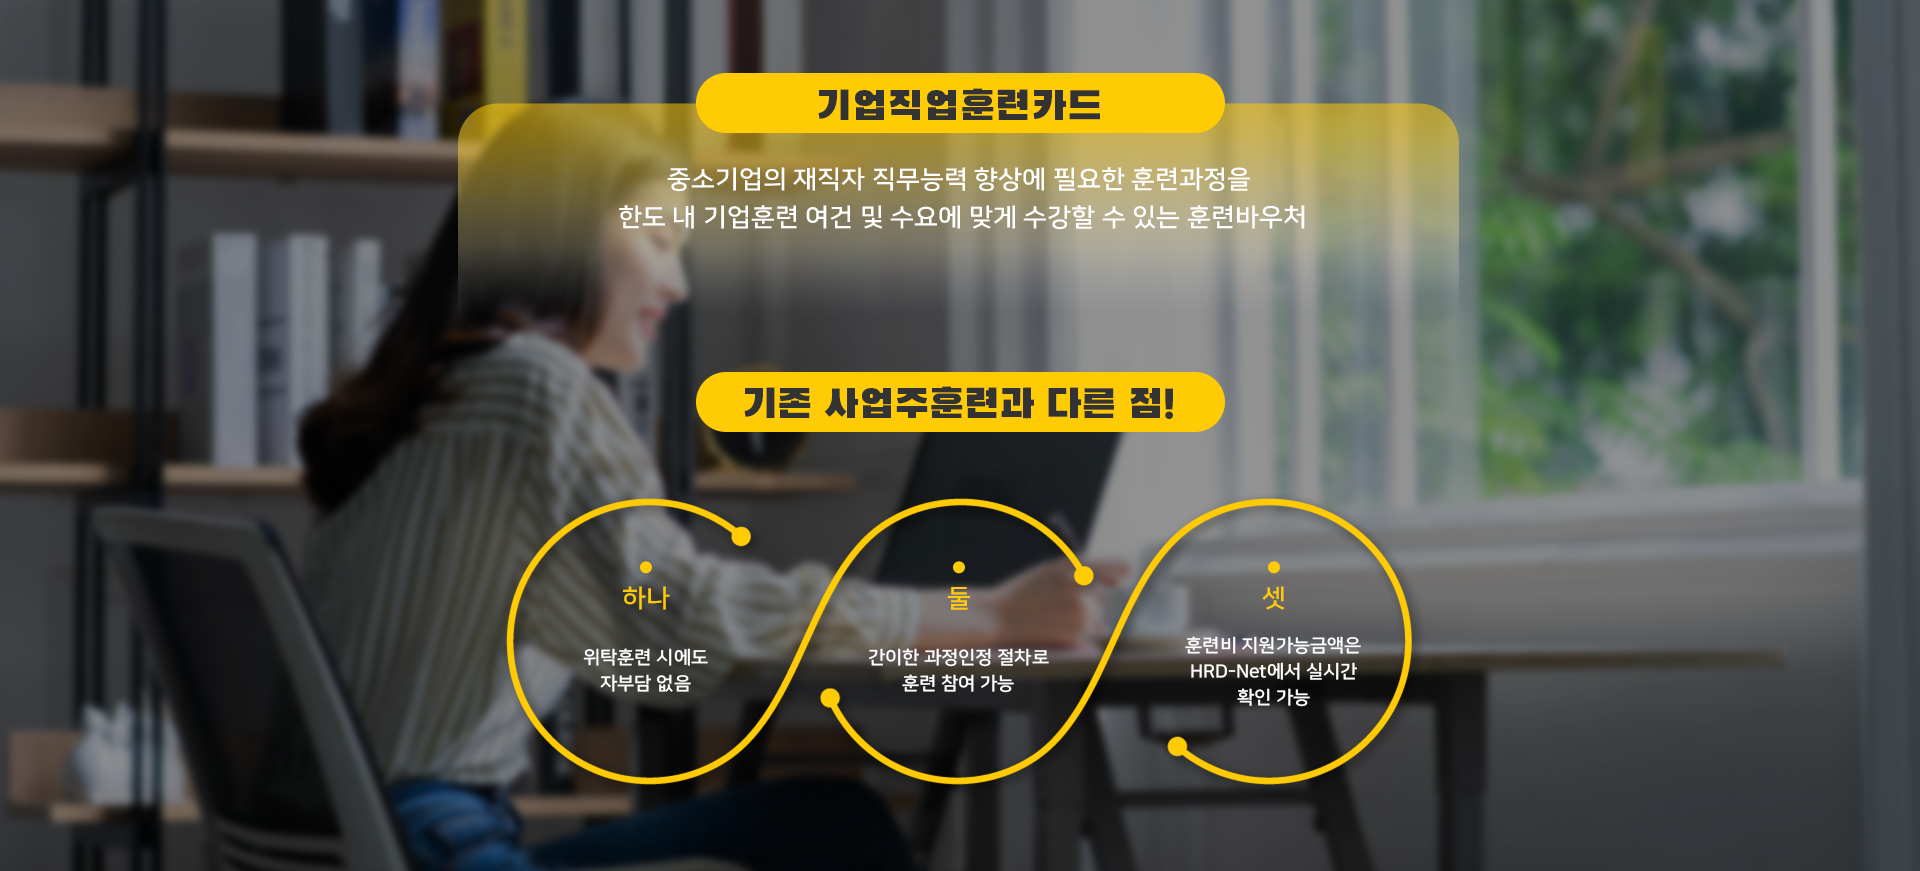 기업직업훈련카드
중소기업의 재직자 직무능력 향상에 필요한 훈련과정을
한도 내 기업훈련 여건 및 수요에 맞게 수강할 수 있는 훈련바우처
기존 사업주훈련과 다른 점!
하나
위탁훈련 시에도
자부담 없음
둘
간이한 과정인정 절차로
훈련 참여 가능
셋
훈련비 지원가능금액은
HRD-Net에서 실시간
확인 가능